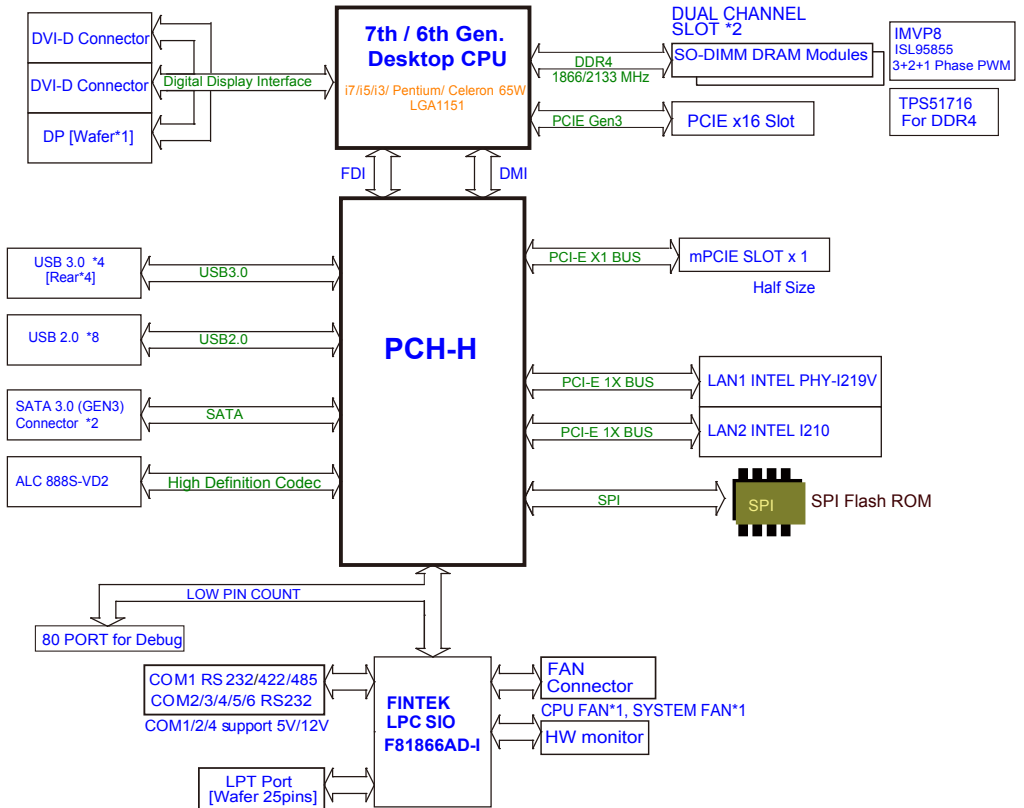 DVI-D Connector
DVI-D Connector
DP [Wafer*1]
Digital Display Interface
7th / 6th Gen.
Desktop CPU
i7/i5/i3/ Pentium/ Celeron 65W
LGA1151
DDR4
1866/2133 MHz
DUAL CHANNEL
SLOT *2
SO-DIMM DRAM Modules
IMVP8
ISL95855
3+2+1 Phase PWM
TPS51716
For DDR4
PCIE Gen3
PCIE x16 Slot
FDI
DMI
USB 3.0 *4
[Rear*4]
USB3.0
USB 2.0 *8
USB2.0
SATA 3.0 (GEN3)
Connector *2
SATA
ALC 888S-VD2
High Definition Codec
PCH-H
PCI-E X1 BUS
mPCIE SLOT x 1
Half Size
PCI-E 1X BUS
LAN1 INTEL PHY-I219V
PCI-E 1X BUS
LAN2 INTEL I210
SPI
SPI
SPI Flash ROM
LOW PIN COUNT
80 PORT for Debug
COM1 RS 232/422/485
COM2/3/4/5/6 RS232
COM1/2/4 support 5V/12V
LPT Port
[Wafer 25pins]
FINTEK
LPC SIO
F81866AD-I
FAN
Connector
CPU FAN*1, SYSTEM FAN*1
HW monitor